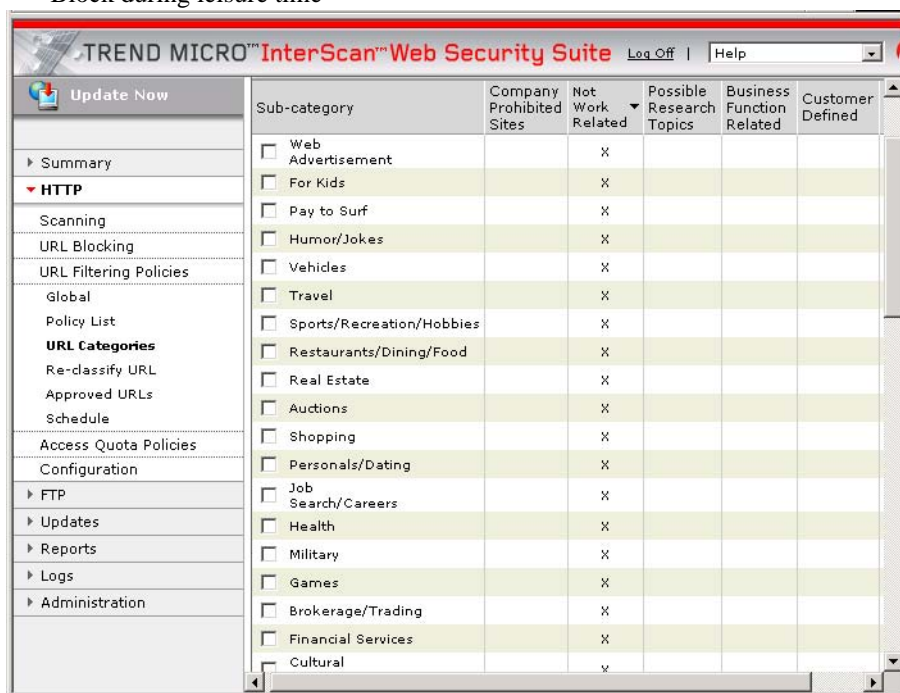 Block during leisure time
TREND MICRO™ InterScan™ Web Security Suite Log Off | Help
Update Now
Summary
HTTP
Scanning
URL Blocking
URL Filtering Policies
Global
Policy List
URL Categories
Re-classify URL
Approved URLs
Schedule
Access Quota Policies
Configuration
FTP
Updates
Reports
Logs
Administration
Sub-category Company Prohibited Sites Not Work Related Possible Research Topics Business Function Related Customer Defined
Web Advertisement X
For Kids X
Pay to Surf X
Humor/Jokes X
Vehicles X
Travel X
Sports/Recreation/Hobbies X
Restaurants/Dining/Food X
Real Estate X
Auctions X
Shopping X
Personals/Dating X
Job Search/Careers X
Health X
Military X
Games X
Brokerage/Trading X
Financial Services X
Cultural X